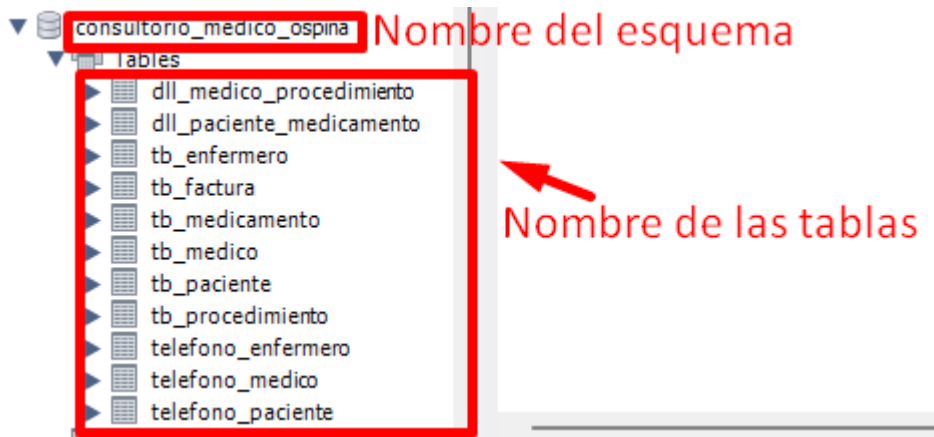 consultorio_medico_ospina Nombre del esquema
Tables
dll_medico_procedimiento
dll_paciente_medicamento
tb_enfermero
tb_factura
tb_medicamento
Nombre de las tablas
tb_medico
tb_paciente
tb_procedimiento
telefono_enfermero
telefono_medico
telefono_paciente